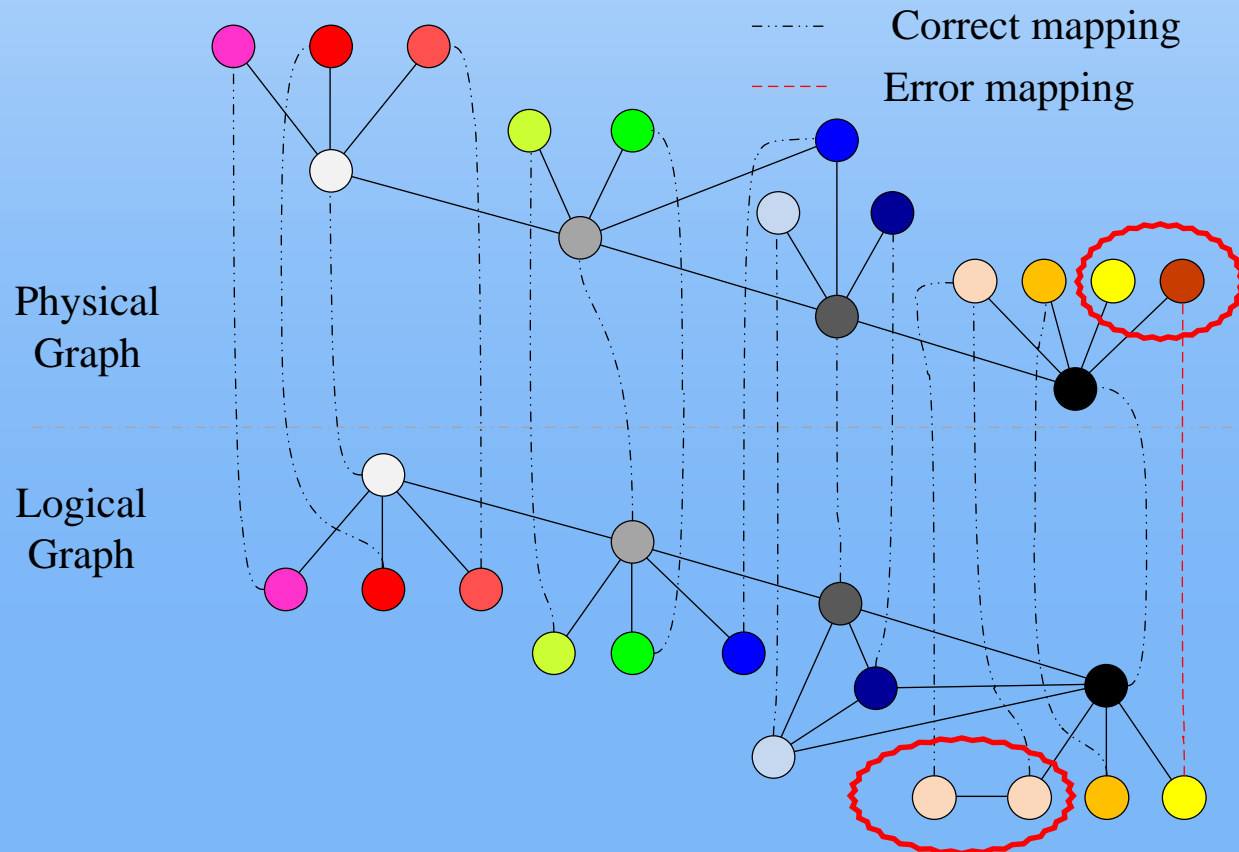 Correct mapping
Error mapping
Physical
Graph
Logical
Graph